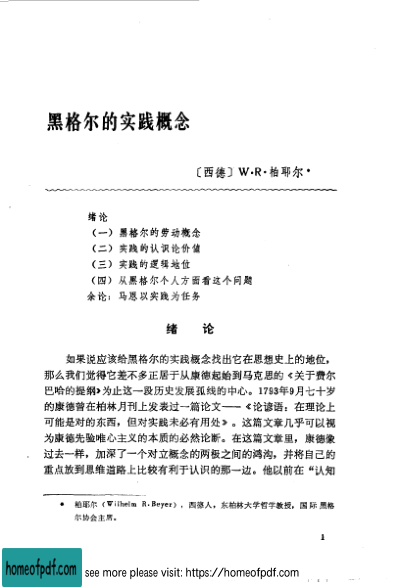 黑格尔的实践概念
〔西德〕W·R·柏耶尔*
绪论
(一)黑格尔的劳动概念
(二)实践的认识论价值
(三)实践的逻辑地位
(四)从黑格尔个人方面看这个问题
余论:马恩以实践为任务
绪 论
如果说应该给黑格尔的实践概念找出它在思想史上的地位,
那么我们觉得它差不多正居于从康德起始到马克思的《关于费尔
巴哈的提纲》为止这一段历史发展孤线的中心。1793年9月七十岁
的康德曾在柏林月刊上发表过一篇论文——《论谚语:在理论上
可能是对的东西,但对实践未必有用处》。这篇文章几乎可以视
为康德先验唯心主义的本质的必然论断。在这篇文章里,康德像
过去一样,加深了一个对立概念的两极之间的鸿沟,并将自己的
重点放到思维道路上比较有利于认识的那一边。他以前在“认知
* 柏耶尔(Wilhelm R.Beyer),西德人,东柏林大学哲学教授,国际黑格
尔协会主席。
1
homeofpdf.com
see more please visit: https://homeofpdf.com